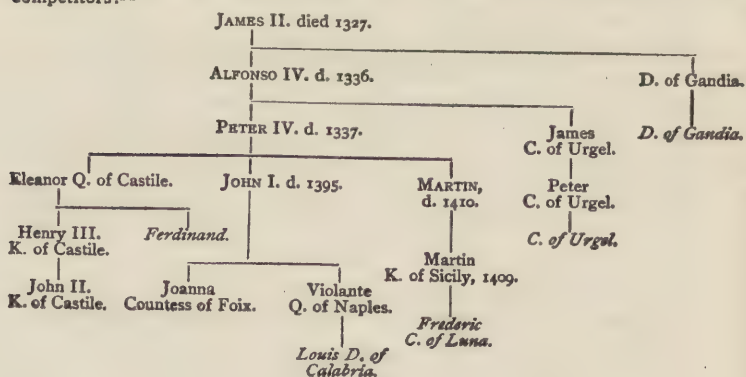 competitors:—
JAMES II. died 1327.
ALFONSO IV. d. 1336.
D. of Gandia.
PETER IV. d. 1337.
James
C. of Urgel.
D. of Gandia.
Eleanor Q. of Castile.
JOHN I. d. 1395.
MARTIN,
d. 1410.
Peter
C. of Urgel.
Henry III.
K. of Castile.
Ferdinand.
C. of Urgel.
John II.
K. of Castile.
Joanna
Countess of Foix.
Violante
Q. of Naples.
Martin
K. of Sicily, 1409.
Louis D. of
Calabria.
Frederic
C. of Luna.